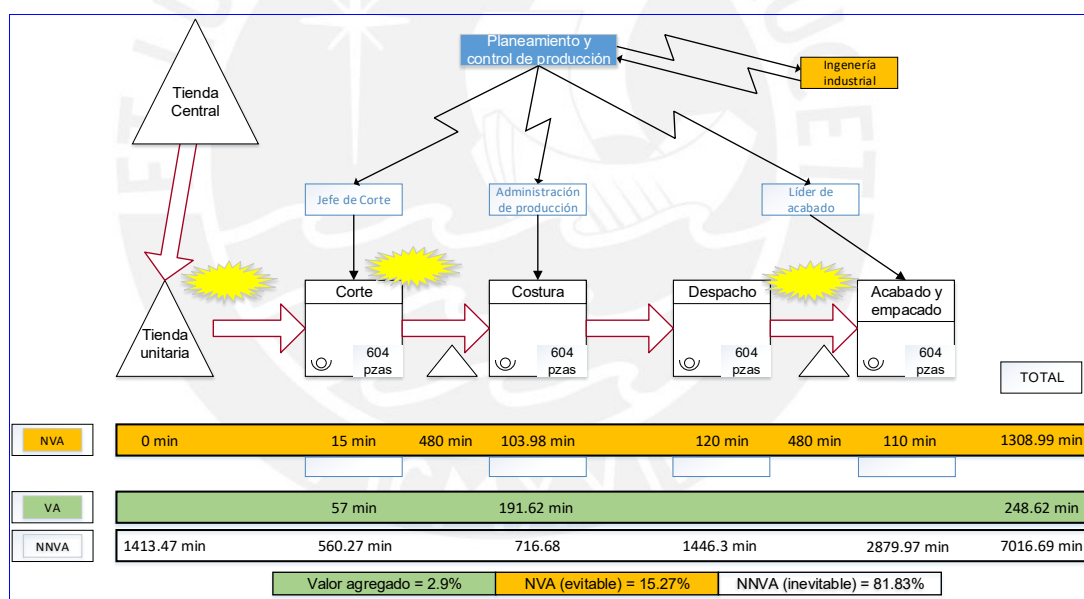 Planeamiento y
control de producción
Ingenería
industrial
Tienda
Central
Jefe de Corte
Administración
de producción
Líder de
acabado
Corte
Costura
Despacho
Acabado y
empacado
Tienda
unitaria
604
pzas
604
pzas
604
pzas
604
pzas
TOTAL
NVA
0 min
15 min
480 min
103.98 min
120 min
480 min
110 min
1308.99 min
VA
57 min
191.62 min
248.62 min
NNVA
1413.47 min
560.27 min
716.68
1446.3 min
2879.97 min
7016.69 min
Valor agregado = 2.9%
NVA (evitable) = 15.27%
NNVA (inevitable) = 81.83%